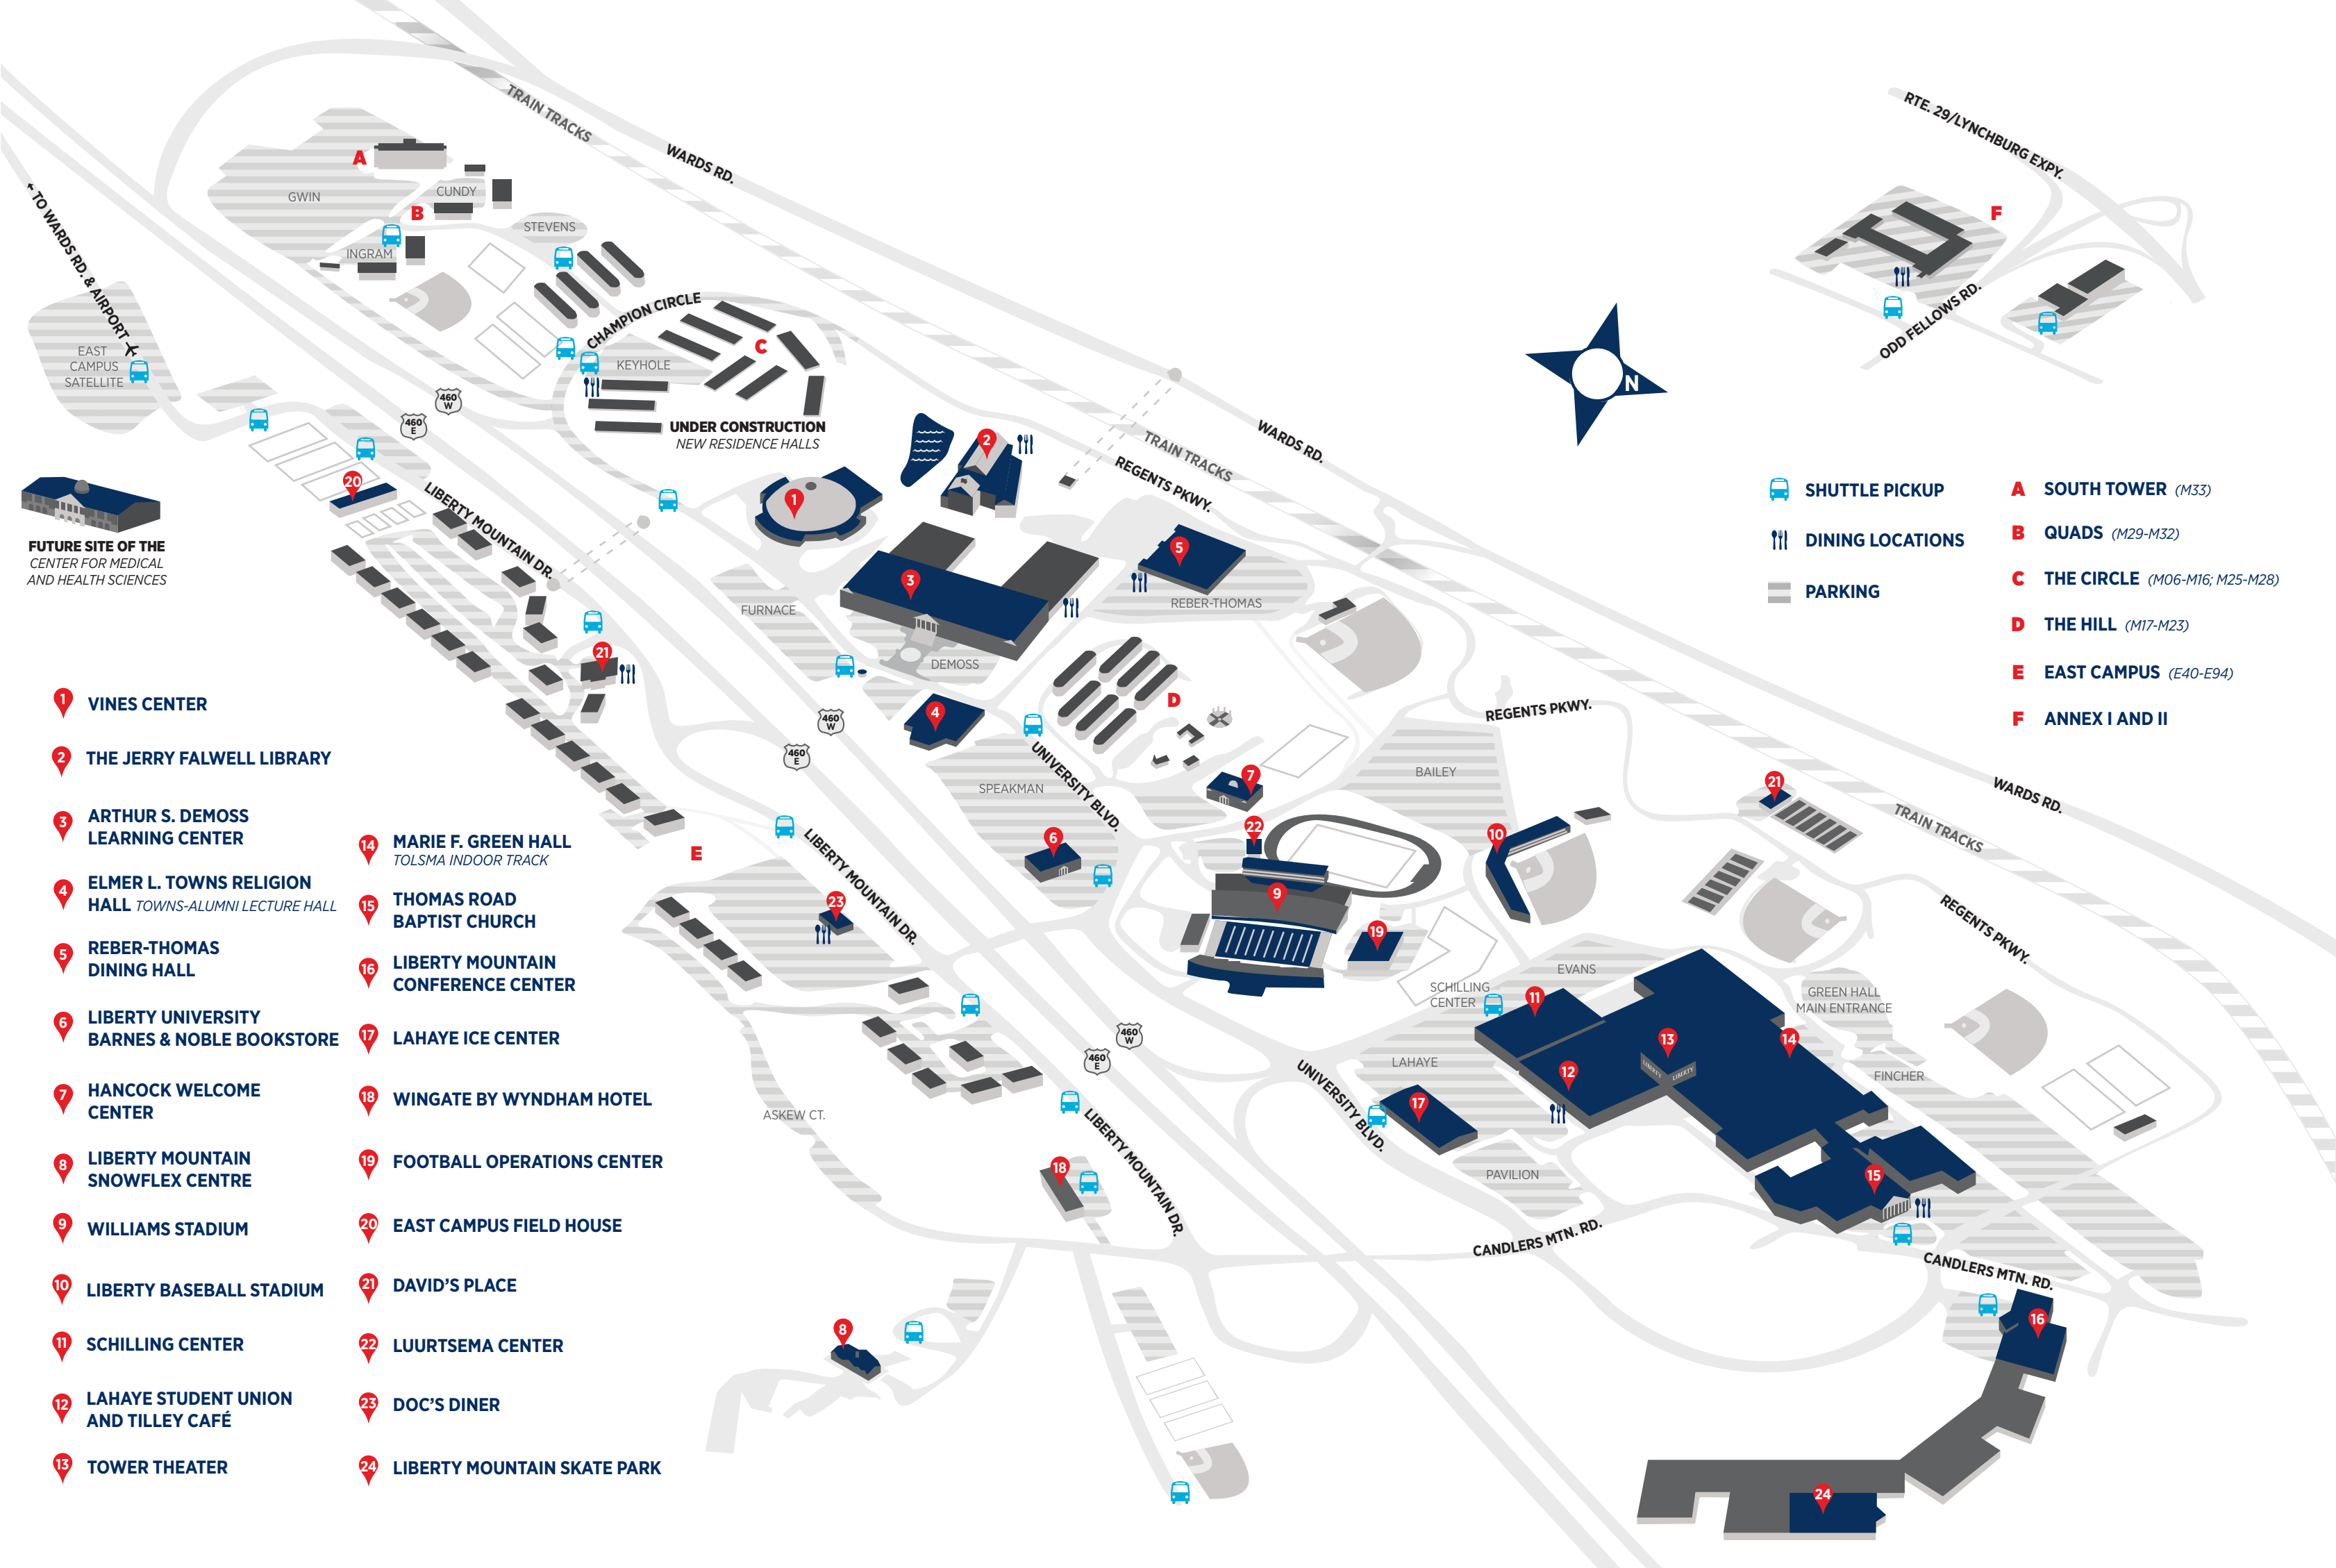 TRAIN TRACKS
WARDS RD.
RTE. 29/LYNCHBURG EXPY.
A
GWIN
CUNDY
B
STEVENS
INGRAM
F
ODD FELLOWS RD.
TO WARDS RD. & AIRPORT
EAST
CAMPUS
SATELLITE
CHAMPION CIRCLE
C
KEYHOLE
460
W
460
E
UNDER CONSTRUCTION
NEW RESIDENCE HALLS
N
WARDS RD.
TRAIN TRACKS
REGENTS PKWY.
2
1
20
LIBERTY MOUNTAIN DR.
FUTURE SITE OF THE
CENTER FOR MEDICAL
AND HEALTH SCIENCES
3
5
FURNACE
REBER-THOMAS
DEMOSS
21
4
D
460
W
460
E
UNIVERSITY BLVD.
SPEAKMAN
REGENTS PKWY.
BAILEY
7
21
WARDS RD.
TRAIN TRACKS
22
10
6
9
E
LIBERTY MOUNTAIN DR.
23
19
REGENTS PKWY.
EVANS
SCHILLING
CENTER
11
GREEN HALL
MAIN ENTRANCE
13
14
LIBERTY
LIBERTY
460
W
460
E
LAHAYE
12
FINCHER
17
UNIVERSITY BLVD.
ASKEW CT.
LIBERTY MOUNTAIN DR.
18
PAVILION
15
CANDLERS MTN. RD.
CANDLERS MTN. RD.
8
16
24
SHUTTLE PICKUP
DINING LOCATIONS
PARKING
A SOUTH TOWER (M33)
B QUADS (M29-M32)
C THE CIRCLE (M06-M16; M25-M28)
D THE HILL (M17-M23)
E EAST CAMPUS (E40-E94)
F ANNEX I AND II
1 VINES CENTER
2 THE JERRY FALWELL LIBRARY
3 ARTHUR S. DEMOSS
LEARNING CENTER
4 ELMER L. TOWNS RELIGION
HALL TOWNS-ALUMNI LECTURE HALL
5 REBER-THOMAS
DINING HALL
6 LIBERTY UNIVERSITY
BARNES & NOBLE BOOKSTORE
7 HANCOCK WELCOME
CENTER
8 LIBERTY MOUNTAIN
SNOWFLEX CENTRE
9 WILLIAMS STADIUM
10 LIBERTY BASEBALL STADIUM
11 SCHILLING CENTER
12 LAHAYE STUDENT UNION
AND TILLEY CAFÉ
13 TOWER THEATER
14 MARIE F. GREEN HALL
TOLSMA INDOOR TRACK
15 THOMAS ROAD
BAPTIST CHURCH
16 LIBERTY MOUNTAIN
CONFERENCE CENTER
17 LAHAYE ICE CENTER
18 WINGATE BY WYNDHAM HOTEL
19 FOOTBALL OPERATIONS CENTER
20 EAST CAMPUS FIELD HOUSE
21 DAVID'S PLACE
22 LUURTSEMA CENTER
23 DOC'S DINER
24 LIBERTY MOUNTAIN SKATE PARK